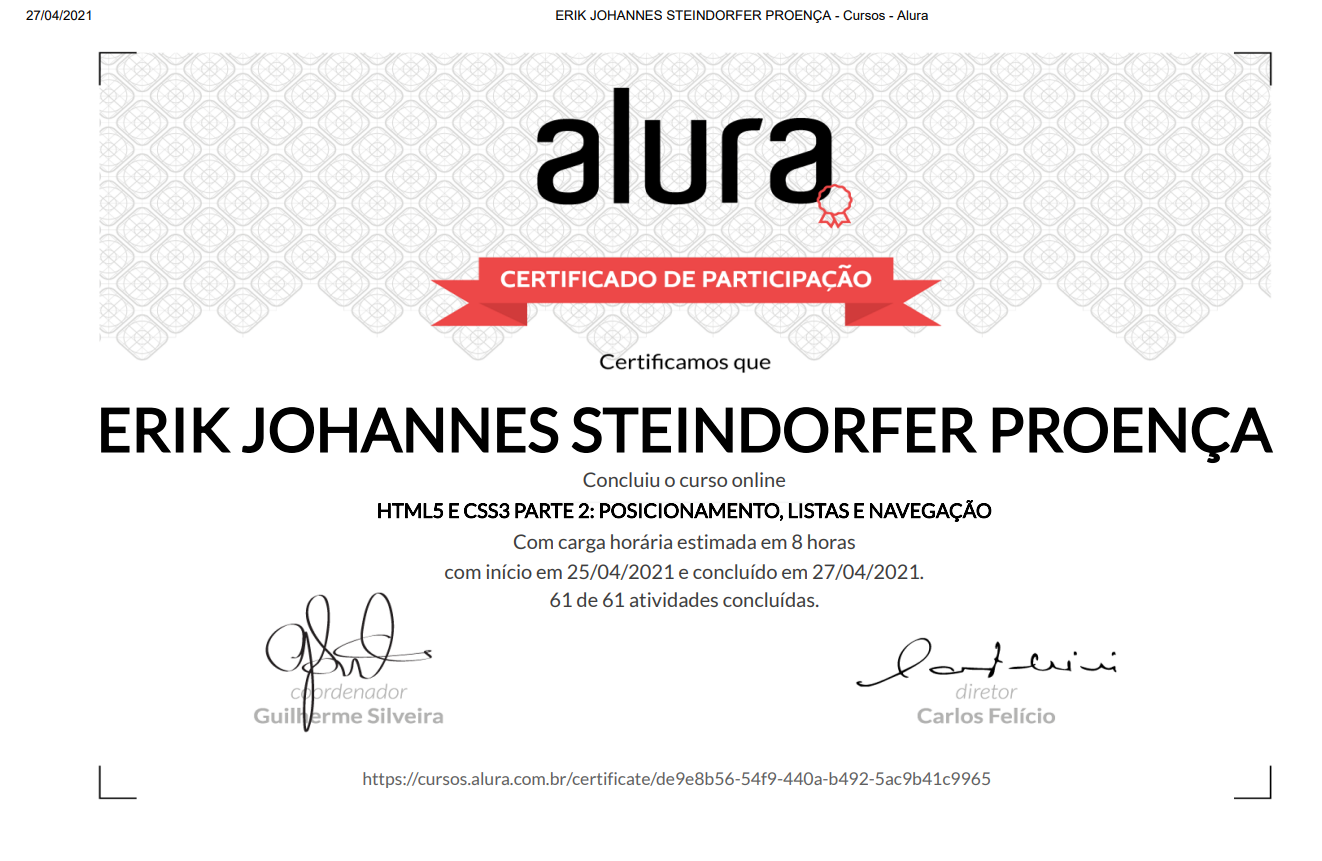 27/04/2021 ERIK JOHANNES STEINDORFER PROENÇA - Cursos - Alura
alura
CERTIFICADO DE PARTICIPAÇÃO
Certificamos que
ERIK JOHANNES STEINDORFER PROENÇA
Concluiu o curso online
HTML5 E CSS3 PARTE 2: POSICIONAMENTO, LISTAS E NAVEGAÇÃO
Com carga horária estimada em 8 horas
com início em 25/04/2021 e concluído em 27/04/2021.
61 de 61 atividades concluídas.
coordenador
Guilherme Silveira
diretor
Carlos Felício
https://cursos.alura.com.br/certificate/de9e8b56-54f9-440a-b492-5ac9b41c9965